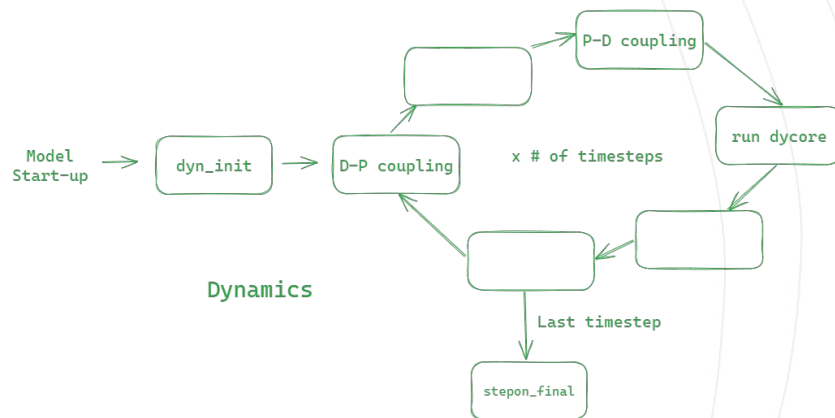 P-D coupling
run dycore
Model
Start-up
dyn_init
D-P coupling
x # of timesteps
Dynamics
Last timestep
stepon_final